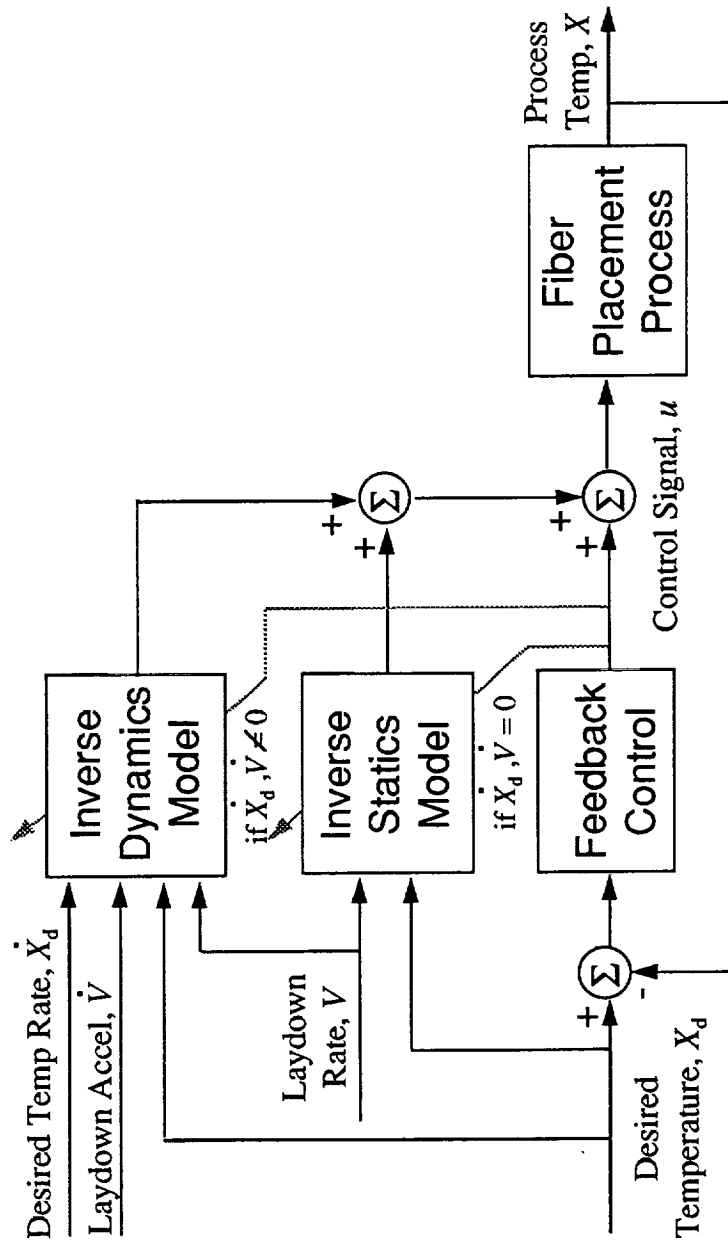 Desired Temp Rate, Ẋd
Laydown Accel, V̇
Inverse
Dynamics
Model
if Ẋd , V̇ ≠ 0
Laydown
Rate, V
Inverse
Statics
Model
if Ẋd , V̇ = 0
+
Σ
+
Desired
Temperature, Xd
+
Σ
-
Feedback
Control
+
Σ
+
Control Signal, u
Fiber
Placement
Process
Process
Temp, X